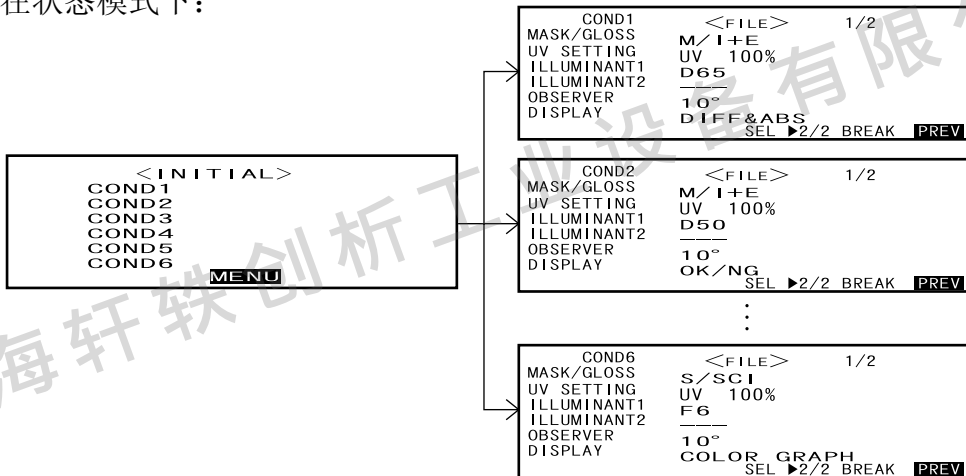 在状态模式下：
COND1 <FILE> 1/2
MASK/GLOSS M/I+E
UV SETTING UV 100%
ILLUMINANT1 D65
ILLUMINANT2 ———
OBSERVER 10°
DISPLAY DIFF&ABS
SEL ▶2/2 BREAK PREV
<INITIAL>
COND1
COND2
COND3
COND4
COND5
COND6
MENU
COND2 <FILE> 1/2
MASK/GLOSS M/I+E
UV SETTING UV 100%
ILLUMINANT1 D50
ILLUMINANT2 ———
OBSERVER 10°
DISPLAY OK/NG
SEL ▶2/2 BREAK PREV
COND6 <FILE> 1/2
MASK/GLOSS S/SCI
UV SETTING UV 100%
ILLUMINANT1 F6
ILLUMINANT2 ———
OBSERVER 10°
DISPLAY COLOR GRAPH
SEL ▶2/2 BREAK PREV
海轩轶创析工业设备有限